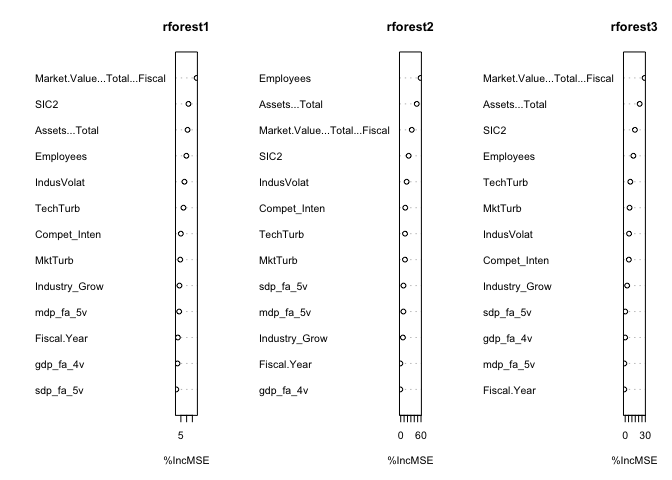 rforest1
Market.Value...Total...Fiscal
SIC2
Assets...Total
Employees
IndusVolat
TechTurb
Compet_Inten
MktTurb
Industry_Grow
mdp_fa_5v
Fiscal.Year
gdp_fa_4v
sdp_fa_5v
5
%IncMSE
rforest2
Employees
Assets...Total
Market.Value...Total...Fiscal
SIC2
IndusVolat
Compet_Inten
TechTurb
MktTurb
sdp_fa_5v
mdp_fa_5v
Industry_Grow
Fiscal.Year
gdp_fa_4v
0 60
%IncMSE
rforest3
Market.Value...Total...Fiscal
Assets...Total
SIC2
Employees
TechTurb
MktTurb
IndusVolat
Compet_Inten
Industry_Grow
sdp_fa_5v
gdp_fa_4v
mdp_fa_5v
Fiscal.Year
0 30
%IncMSE